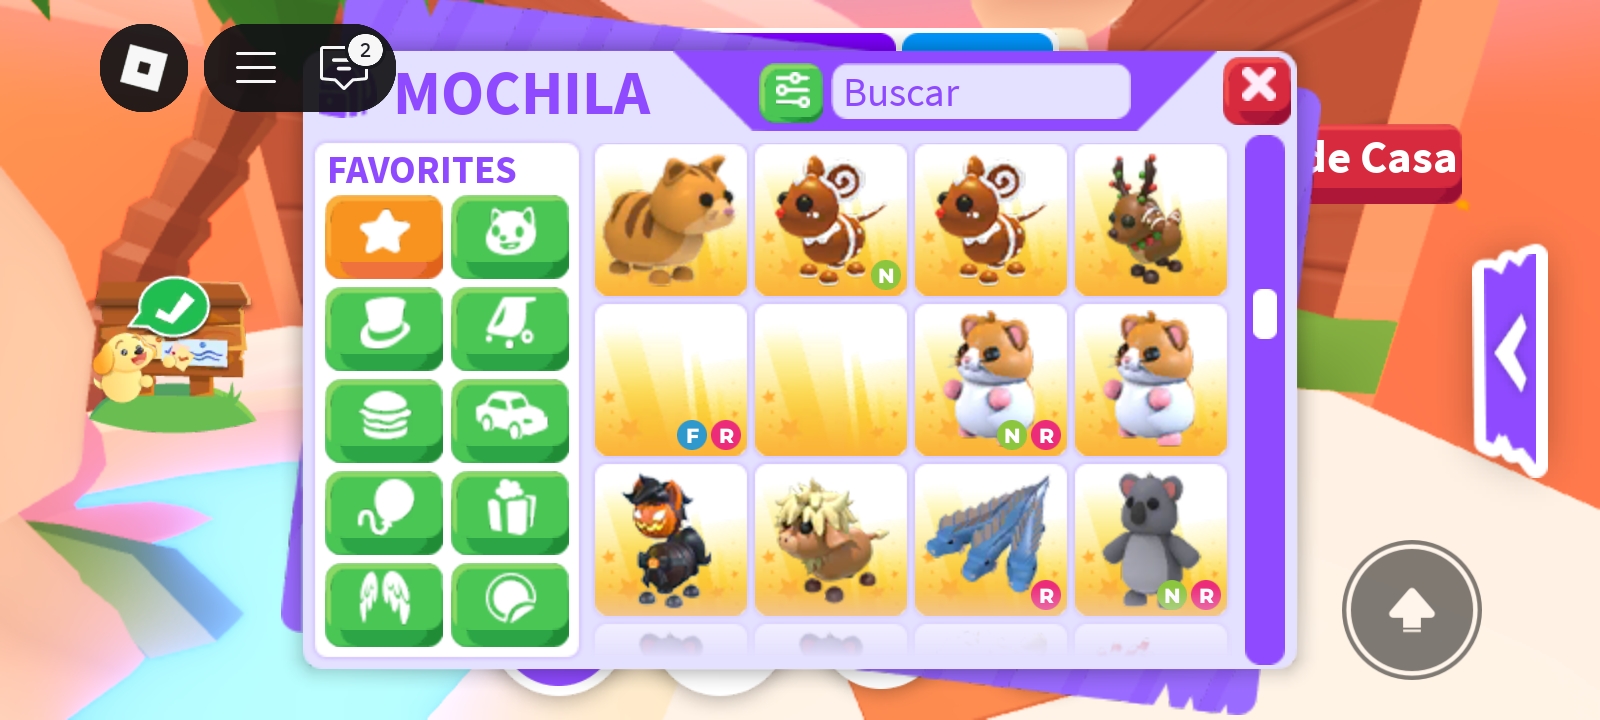 2
MOCHILA
Buscar
de Casa
FAVORITES
N
F R
N R
R
N R